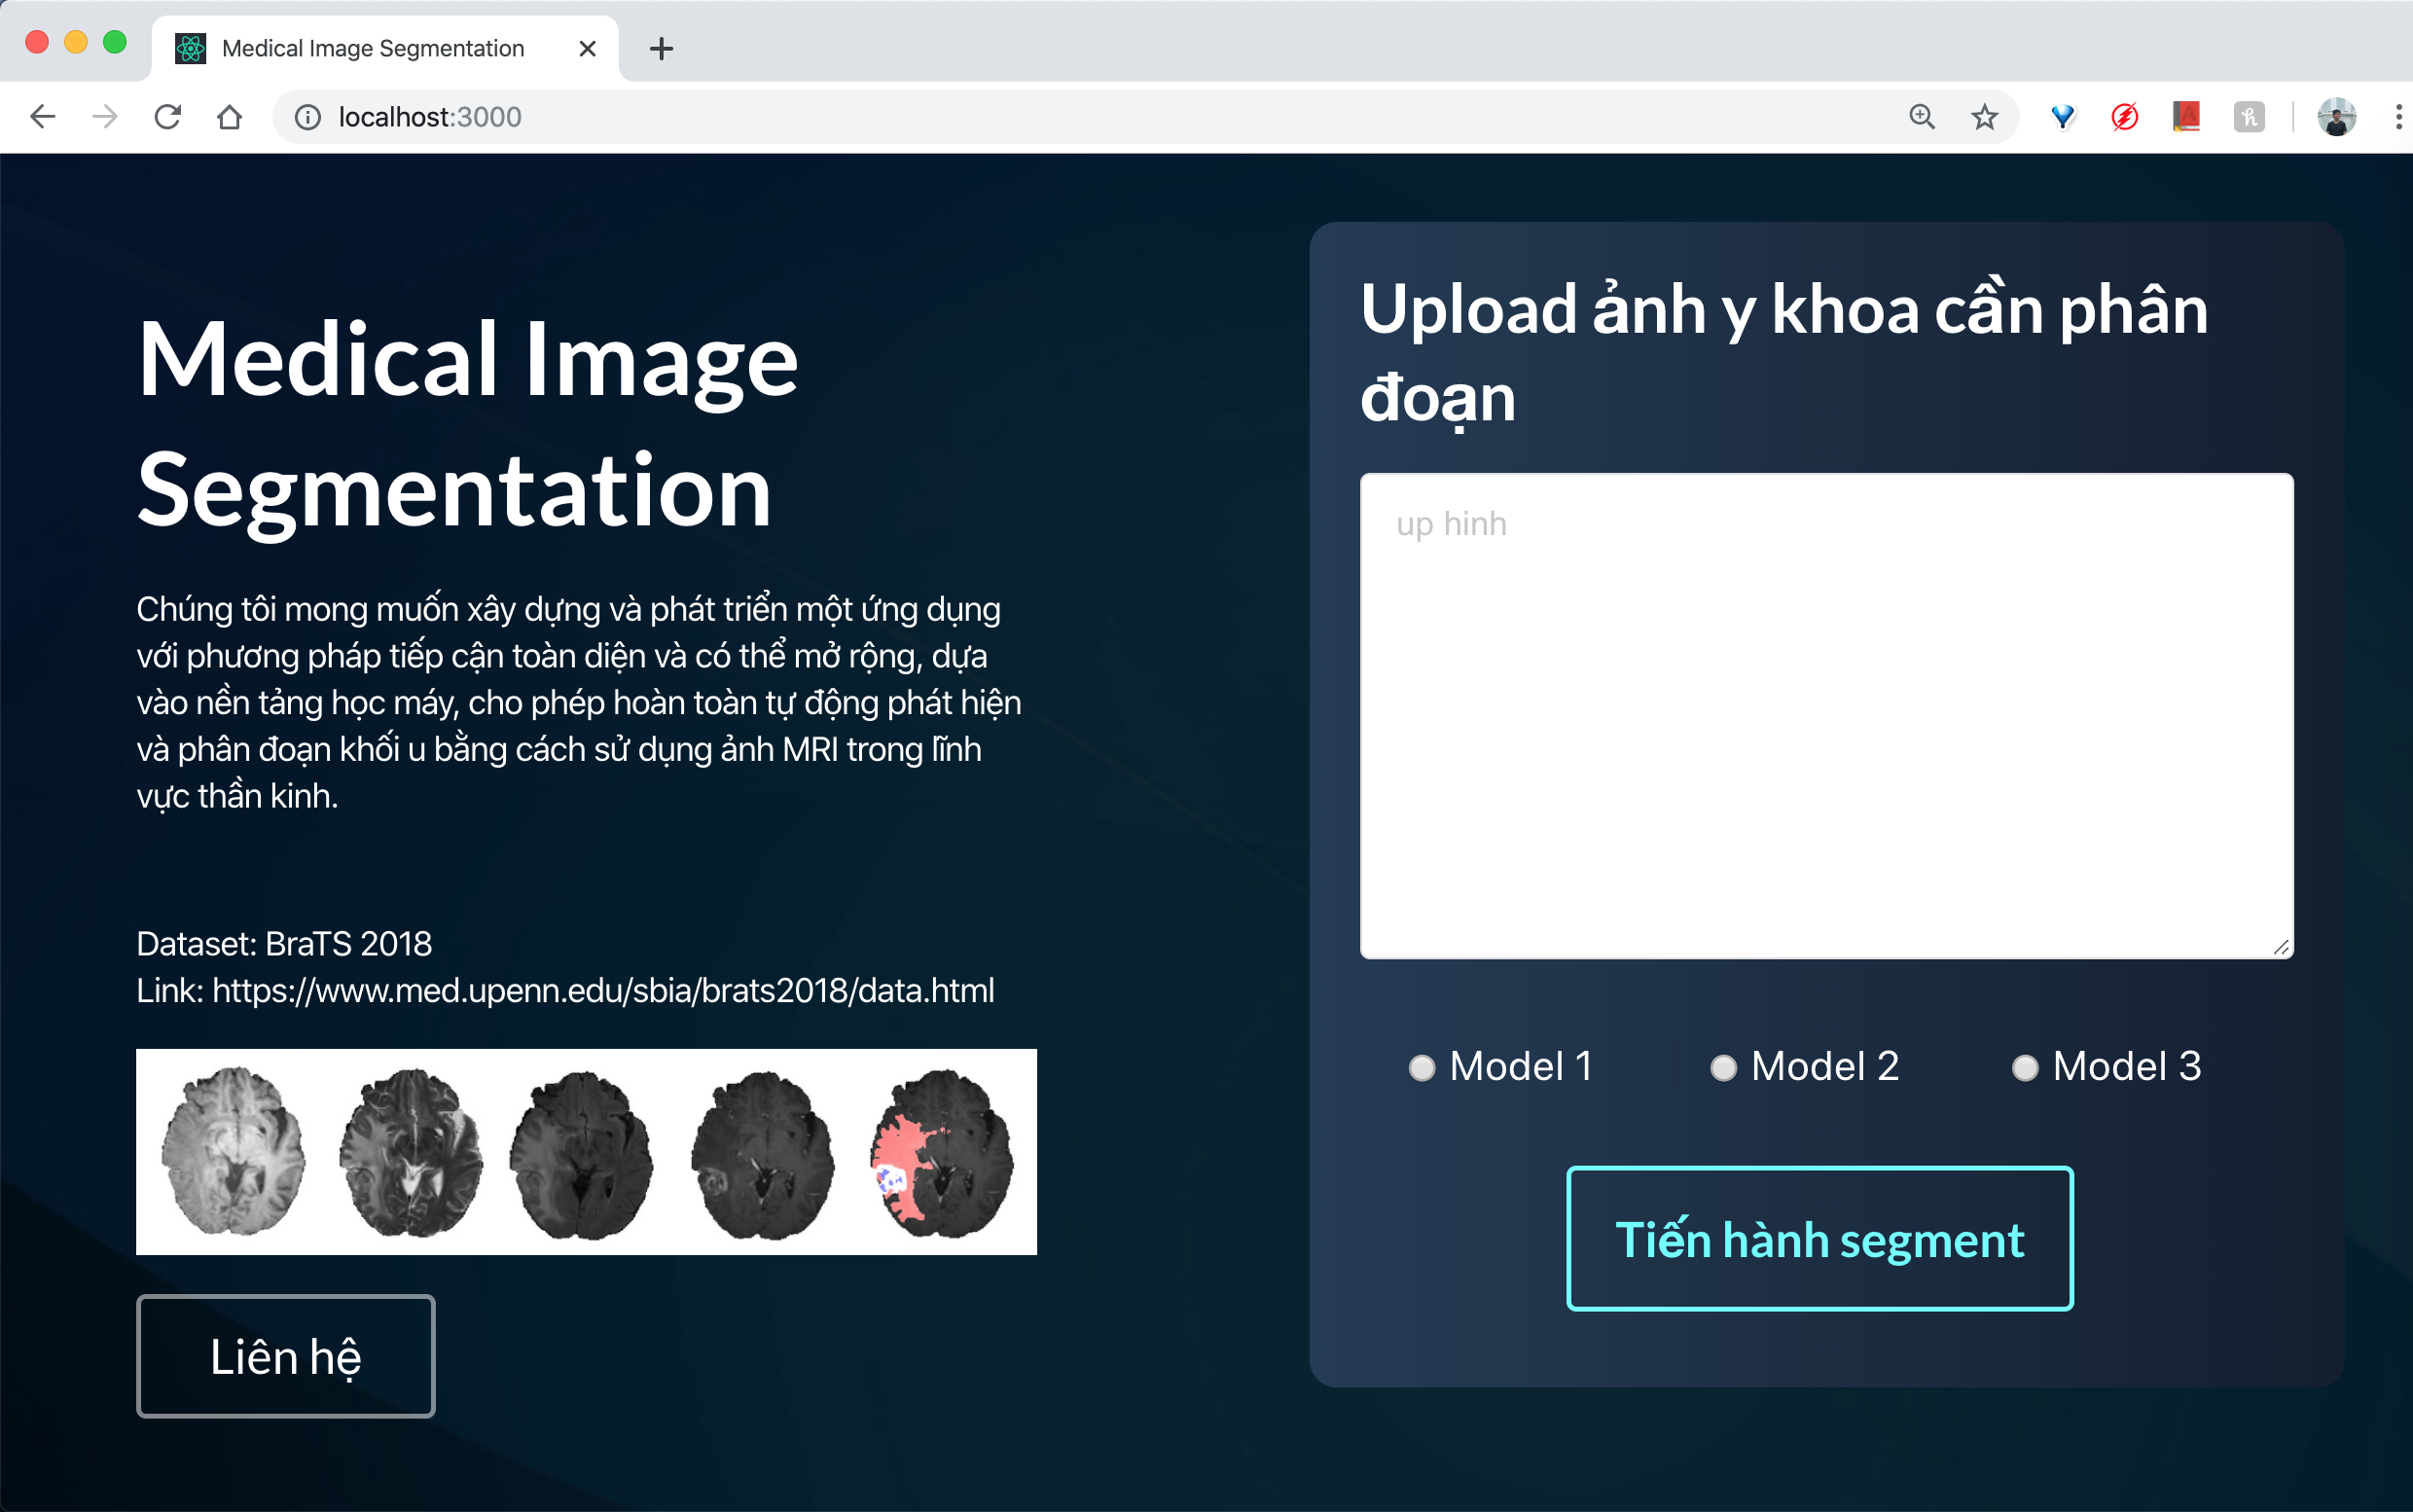 Medical Image Segmentation
localhost:3000
Medical Image
Segmentation
Chúng tôi mong muốn xây dựng và phát triển một ứng dụng
với phương pháp tiếp cận toàn diện và có thể mở rộng, dựa
vào nền tảng học máy, cho phép hoàn toàn tự động phát hiện
và phân đoạn khối u bằng cách sử dụng ảnh MRI trong lĩnh
vực thần kinh.
Dataset: BraTS 2018
Link: https://www.med.upenn.edu/sbia/brats2018/data.html
Liên hệ
Upload ảnh y khoa cần phân
đoạn
up hinh
Model 1
Model 2
Model 3
Tiến hành segment